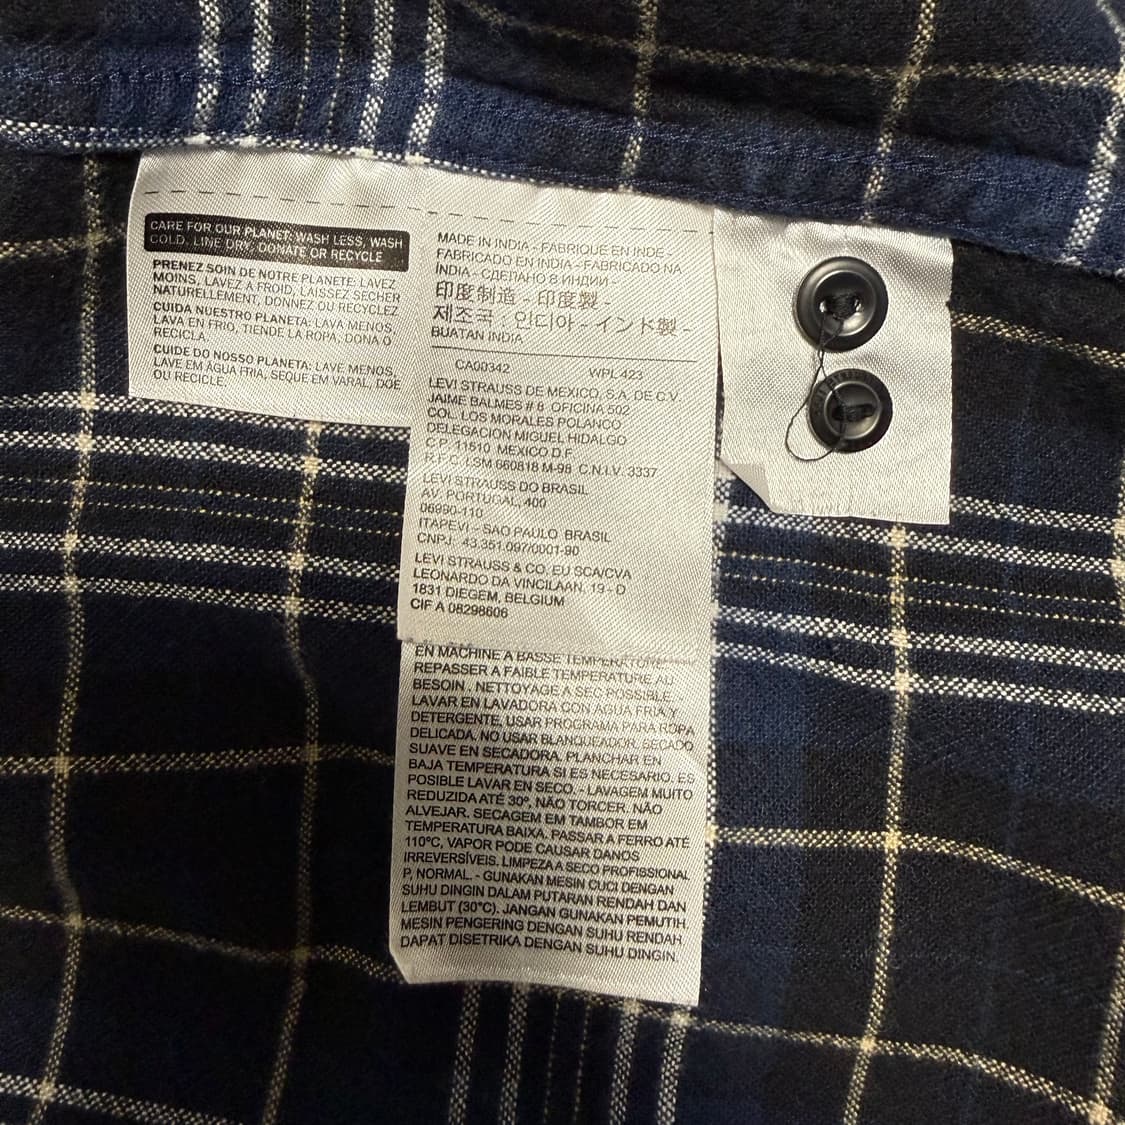 CARE FOR OUR PLANET: WASH LESS, WASH
COLD, LINE DRY, DONATE OR RECYCLE
PRENEZ SOIN DE NOTRE PLANETE: LAVEZ
MOINS, LAVEZ À FROID, LAISSEZ SÉCHER
NATURELLEMENT, DONNEZ OU RECYCLEZ
CUIDA NUESTRO PLANETA: LAVA MENOS,
LAVA EN FRIO, TIENDE LA ROPA, DONA O
RECICLA.
CUIDE DO NOSSO PLANETA: LAVE MENOS,
LAVE EM ÁGUA FRIA, SEQUE EM VARAL, DOE
OU RECICLE.
MADE IN INDIA - FABRIQUE EN INDE -
FABRICADO EN INDIA - FABRICADO NA
ÍNDIA - СДЕЛАНО В ИНДИИ -
印度制造 - 印度製 -
제조국 - 인디아 - インド製 -
BUATAN INDIA
CA00342 WPL 423
LEVI STRAUSS DE MEXICO, S.A. DE C.V.
JAIME BALMES # 8 OFICINA 502
COL. LOS MORALES POLANCO
DELEGACION MIGUEL HIDALGO
C.P. 11510 MEXICO D.F.
R.F.C. LSM 660818 M-98 C.N.I.V. 3337
LEVI STRAUSS DO BRASIL
AV. PORTUGAL, 400
06690-110
ITAPEVI - SAO PAULO BRASIL
CNPJ: 43.351.097/0001-90
LEVI STRAUSS & CO. EU SCA/CVA
LEONARDO DA VINCILAAN, 19 - D
1831 DIEGEM, BELGIUM
CIF A 08298606
EN MACHINE A BASSE TEMPERATURE
REPASSER A FAIBLE TEMPERATURE AU
BESOIN. NETTOYAGE A SEC POSSIBLE. -
LAVAR EN LAVADORA CON AGUA FRIA Y
DETERGENTE, USAR PROGRAMA PARA ROPA
DELICADA. NO USAR BLANQUEADOR. SECADO
SUAVE EN SECADORA. PLANCHAR EN
BAJA TEMPERATURA SI ES NECESARIO. ES
POSIBLE LAVAR EN SECO. - LAVAGEM MUITO
REDUZIDA ATÉ 30º, NÃO TORCER. NÃO
ALVEJAR. SECAGEM EM TAMBOR EM
TEMPERATURA BAIXA. PASSAR A FERRO ATÉ
110ºC, VAPOR PODE CAUSAR DANOS
IRREVERSÍVEIS. LIMPEZA A SECO PROFISSIONAL
P, NORMAL. - GUNAKAN MESIN CUCI DENGAN
SUHU DINGIN DALAM PUTARAN RENDAH DAN
LEMBUT (30°C). JANGAN GUNAKAN PEMUTIH
MESIN PENGERING DENGAN SUHU RENDAH
DAPAT DISETRIKA DENGAN SUHU DINGIN.